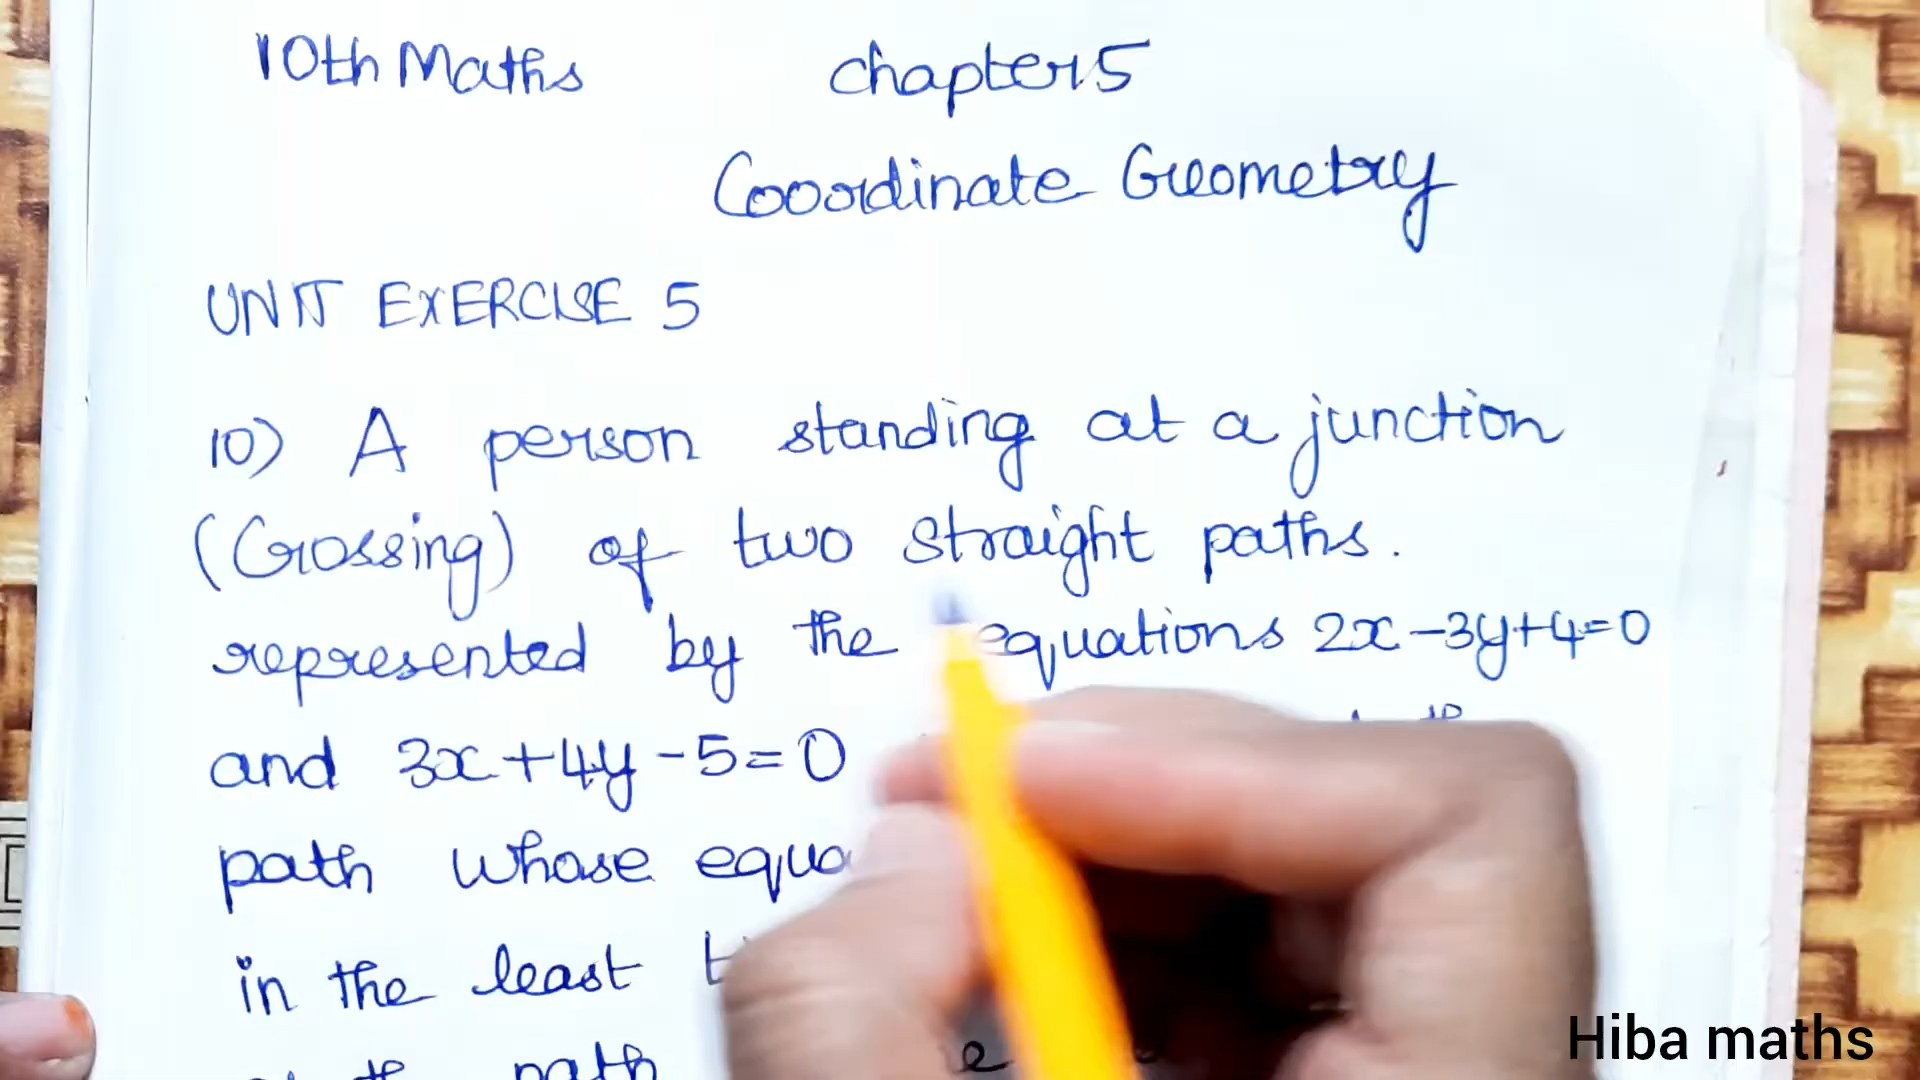 10th Maths chapter 5
Coordinate Geometry
UNIT EXERCISE 5
10) A person standing at a junction
(Crossing) of two straight paths.
represented by the equations 2x-3y+4=0
and 3x+4y-5=0
path whose
in the least
path
Hiba maths